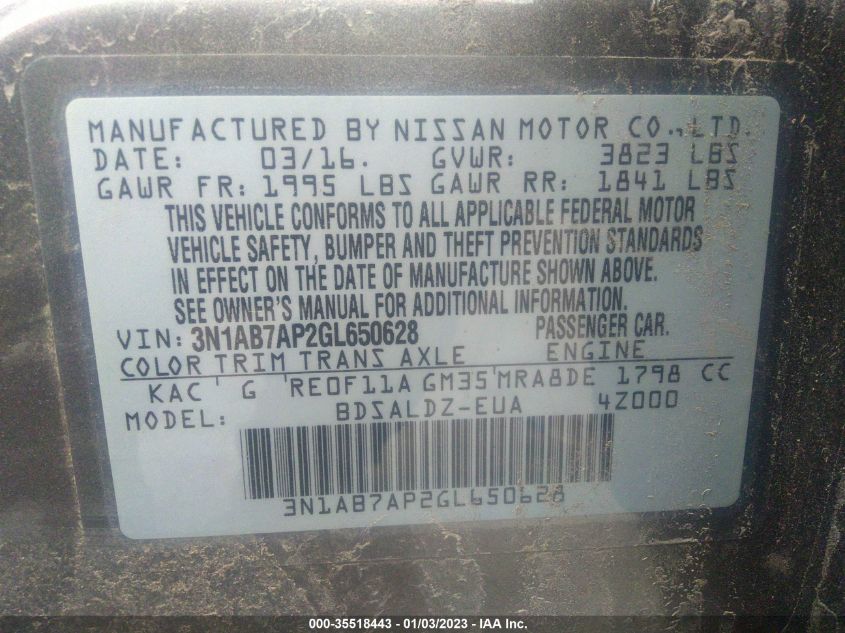 MANUFACTURED BY NISSAN MOTOR CO., LTD.
DATE: 03/16. GVWR: 3823 LBS
GAWR FR: 1995 LBS GAWR RR: 1841 LBS
THIS VEHICLE CONFORMS TO ALL APPLICABLE FEDERAL MOTOR
VEHICLE SAFETY, BUMPER AND THEFT PREVENTION STANDARDS
IN EFFECT ON THE DATE OF MANUFACTURE SHOWN ABOVE.
SEE OWNER'S MANUAL FOR ADDITIONAL INFORMATION.
VIN: 3N1AB7AP2GL650628 PASSENGER CAR.
COLOR TRIM TRANS AXLE ENGINE
KAC G RE0F11A GM35 MRA8DE 1798 CC
MODEL: BDSALDZ-EUA 4Z000
3N1AB7AP2GL650628
000-35518443 - 01/03/2023 - IAA Inc.